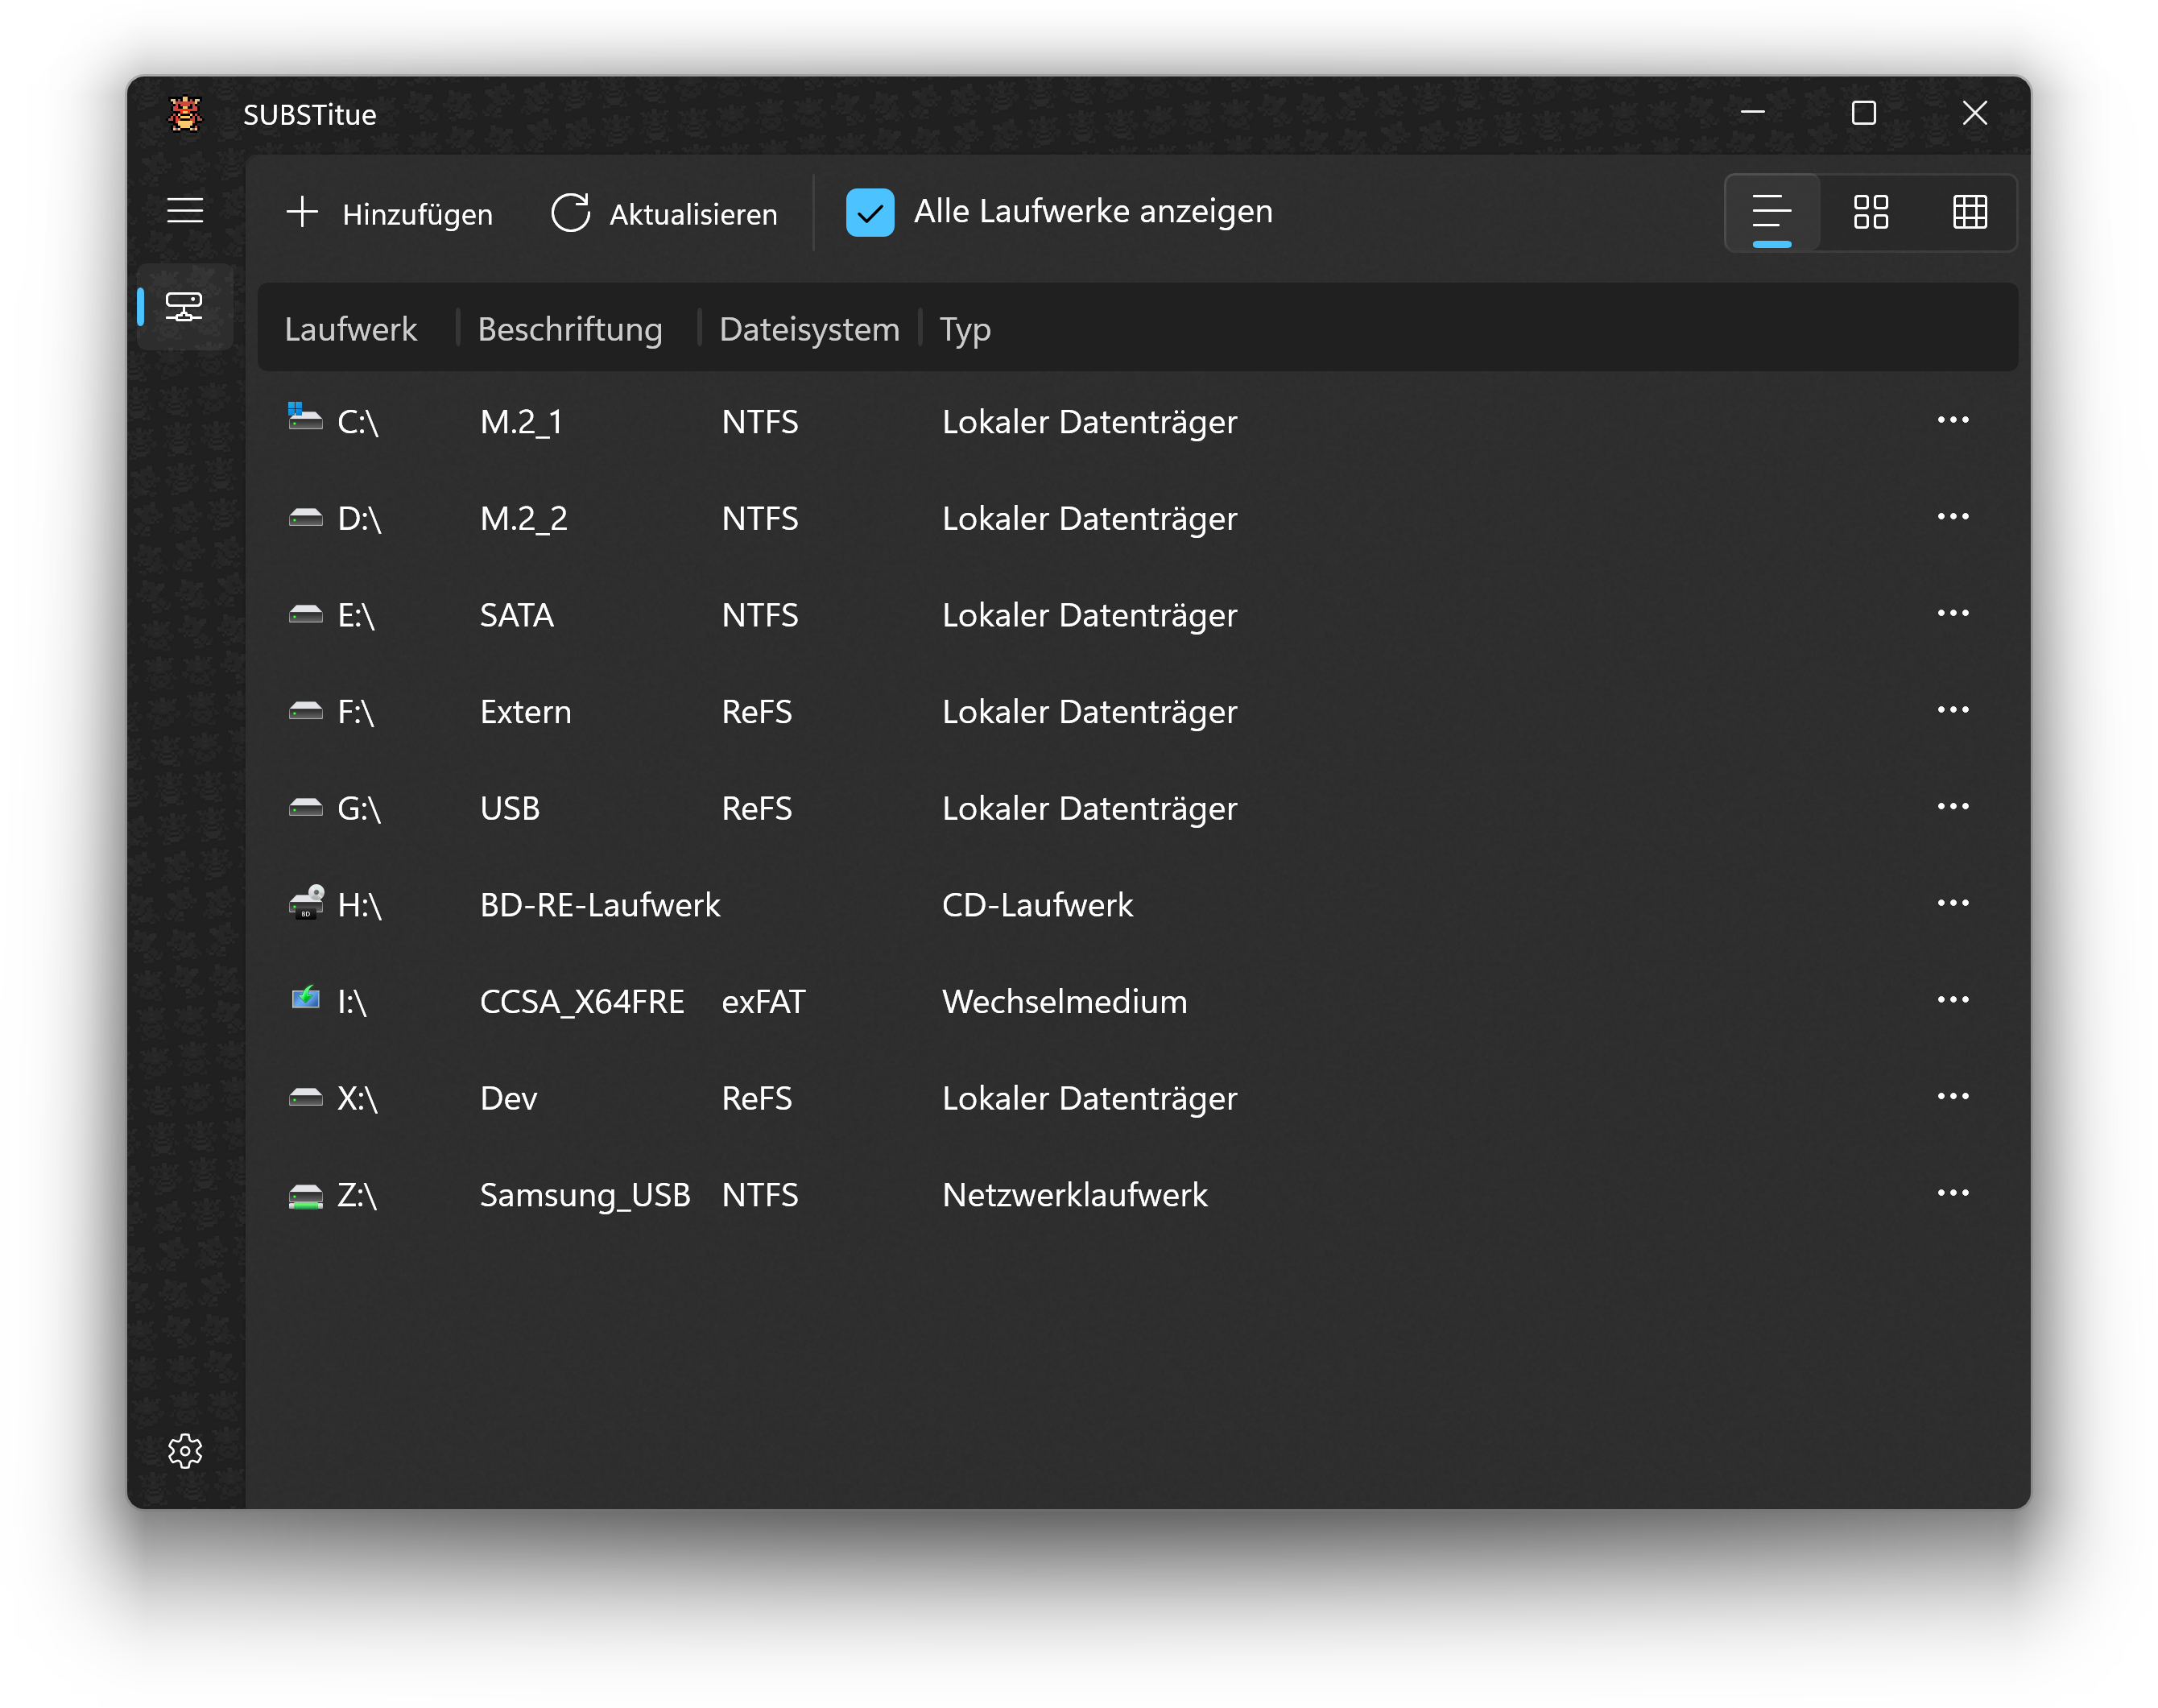 SUBSTitue
Hinzufügen Aktualisieren Alle Laufwerke anzeigen
Laufwerk Beschriftung Dateisystem Typ
C:\ M.2_1 NTFS Lokaler Datenträger
D:\ M.2_2 NTFS Lokaler Datenträger
E:\ SATA NTFS Lokaler Datenträger
F:\ Extern ReFS Lokaler Datenträger
G:\ USB ReFS Lokaler Datenträger
BD H:\ BD-RE-Laufwerk CD-Laufwerk
I:\ CCSA_X64FRE exFAT Wechselmedium
X:\ Dev ReFS Lokaler Datenträger
Z:\ Samsung_USB NTFS Netzwerklaufwerk